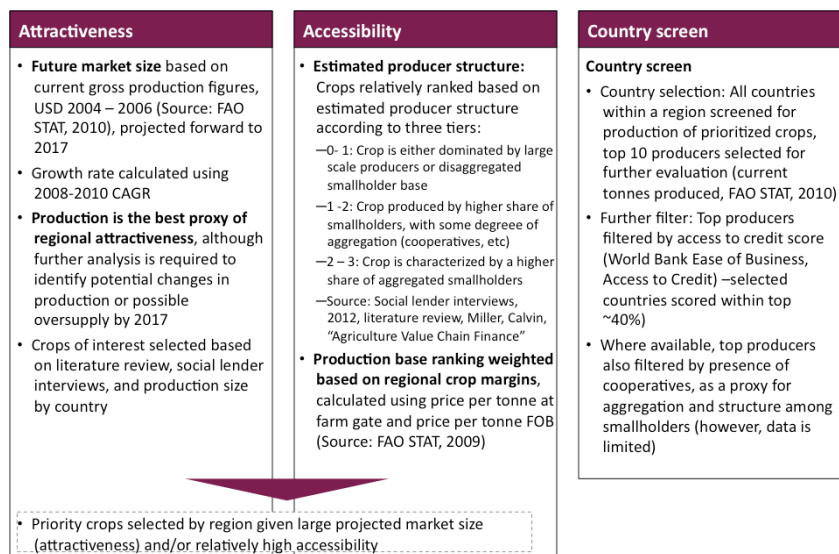 Attractiveness
• Future market size based on
current gross production figures,
USD 2004 – 2006 (Source: FAO
STAT, 2010), projected forward to
2017
• Growth rate calculated using
2008-2010 CAGR
• Production is the best proxy of
regional attractiveness, although
further analysis is required to
identify potential changes in
production or possible
oversupply by 2017
• Crops of interest selected based
on literature review, social lender
interviews, and production size
by country
Accessibility
• Estimated producer structure:
Crops relatively ranked based on
estimated producer structure
according to three tiers:
—0- 1: Crop is either dominated by large
scale producers or disaggregated
smallholder base
—1 -2: Crop produced by higher share of
smallholders, with some degreee of
aggregation (cooperatives, etc)
—2 – 3: Crop is characterized by a higher
share of aggregated smallholders
—Source: Social lender interviews,
2012, literature review, Miller, Calvin,
“Agriculture Value Chain Finance”
• Production base ranking weighted
based on regional crop margins,
calculated using price per tonne at
farm gate and price per tonne FOB
(Source: FAO STAT, 2009)
Country screen
Country screen
• Country selection: All countries
within a region screened for
production of prioritized crops,
top 10 producers selected for
further evaluation (current
tonnes produced, FAO STAT, 2010)
• Further filter: Top producers
filtered by access to credit score
(World Bank Ease of Business,
Access to Credit) –selected
countries scored within top
~40%)
• Where available, top producers
also filtered by presence of
cooperatives, as a proxy for
aggregation and structure among
smallholders (however, data is
limited)
• Priority crops selected by region given large projected market size
(attractiveness) and/or relatively high accessibility